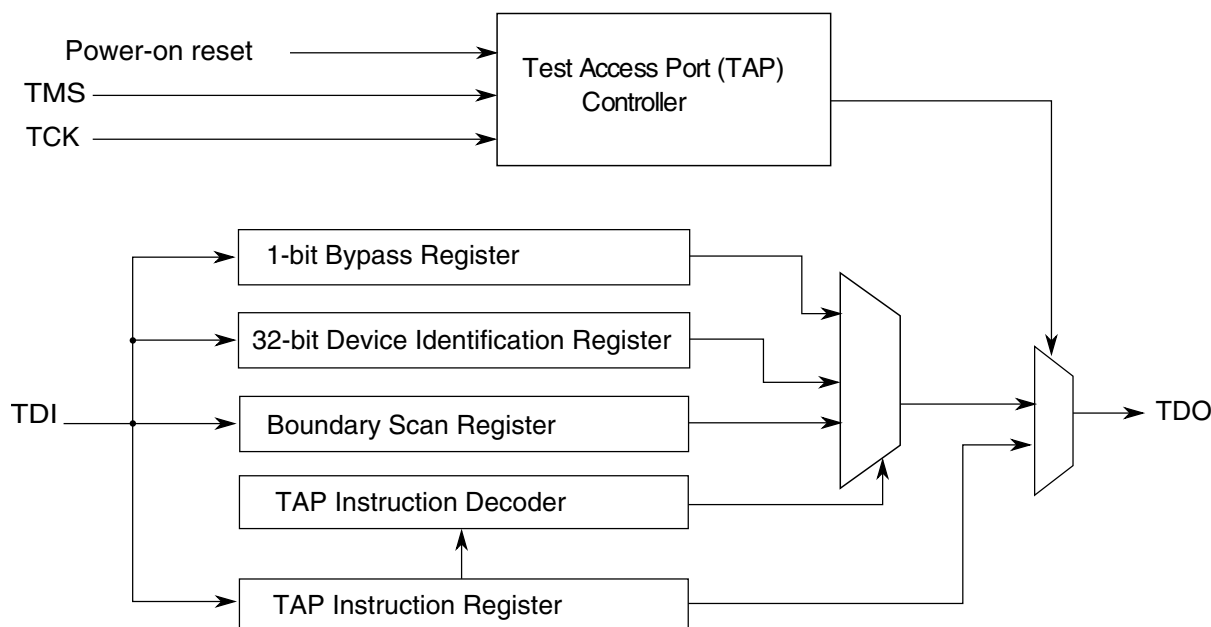 Power-on reset
TMS
TCK
Test Access Port (TAP)
Controller
1-bit Bypass Register
32-bit Device Identification Register
TDI
Boundary Scan Register
TDO
TAP Instruction Decoder
TAP Instruction Register